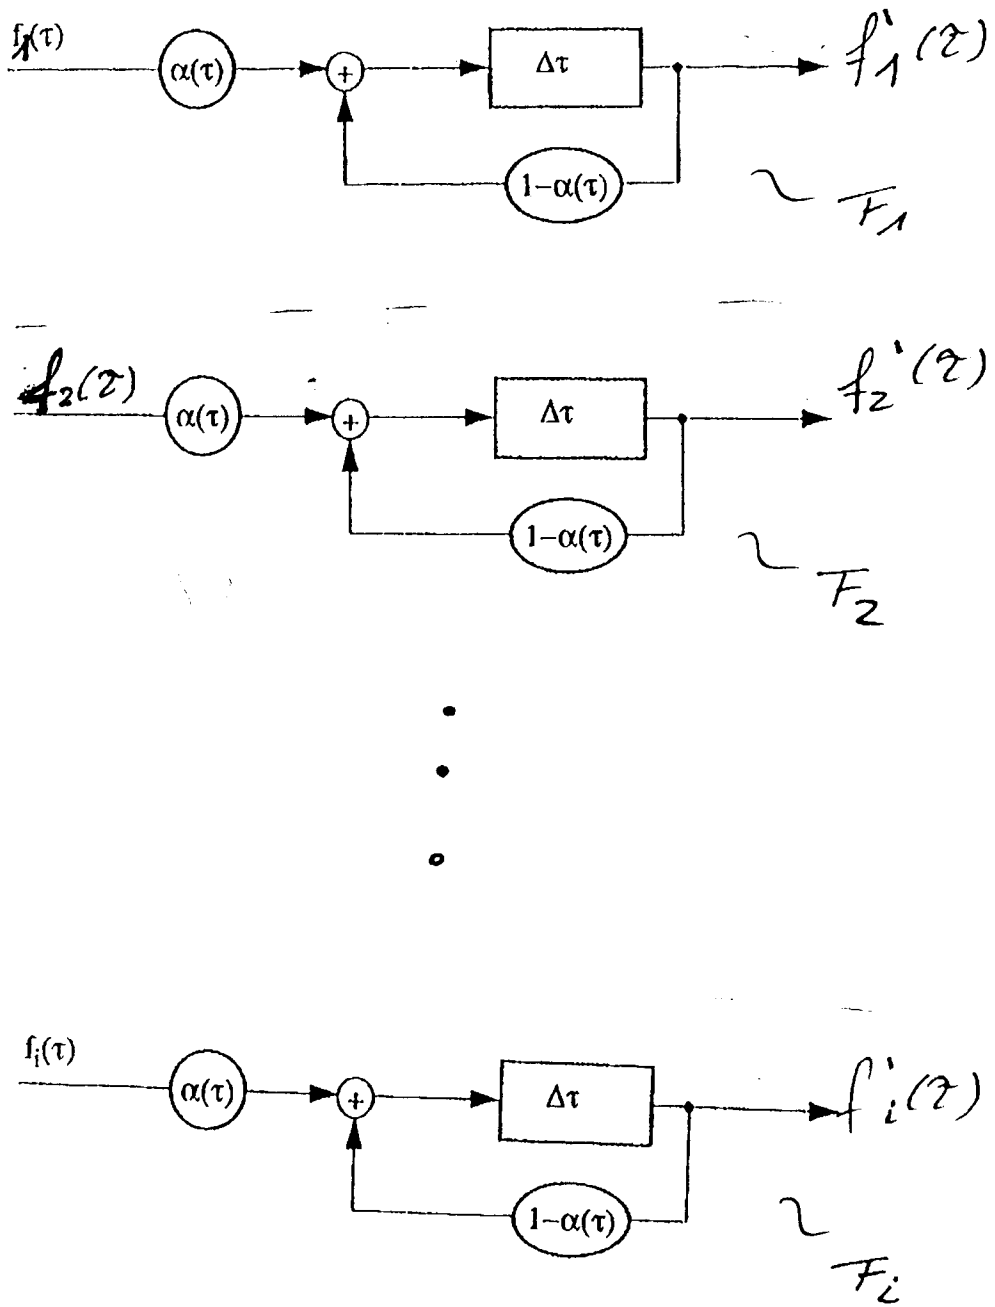 f1(τ)
α(τ) + Δτ f1'(τ)
1−α(τ)
F1
f2(τ)
α(τ) + Δτ f2'(τ)
1−α(τ)
F2
fi(τ)
α(τ) + Δτ fi'(τ)
1−α(τ)
Fi